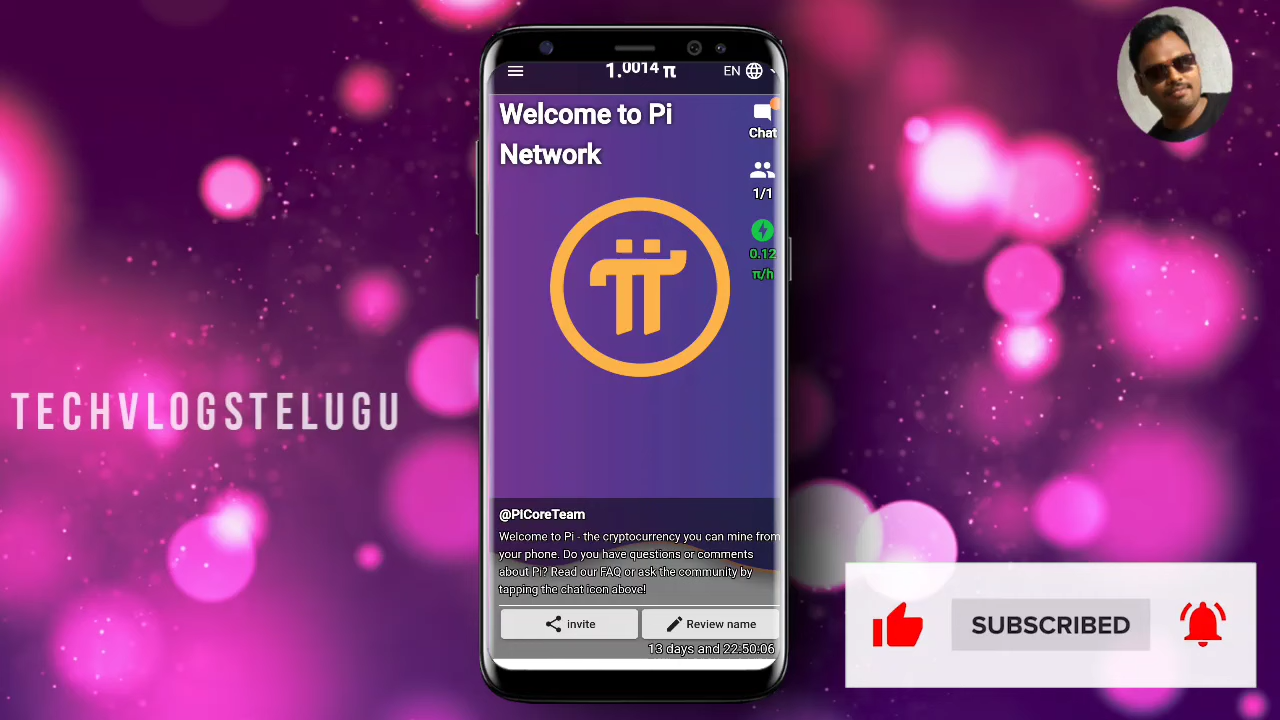 1.0014 π
EN
Welcome to Pi
Network
Chat
1/1
0.12
π/h
TECHVLOGSTELUGU
@PiCoreTeam
Welcome to Pi - the cryptocurrency you can mine from
your phone. Do you have questions or comments
about Pi? Read our FAQ or ask the community by
tapping the chat icon above!
invite
Review name
13 days and 22:50:06
SUBSCRIBED